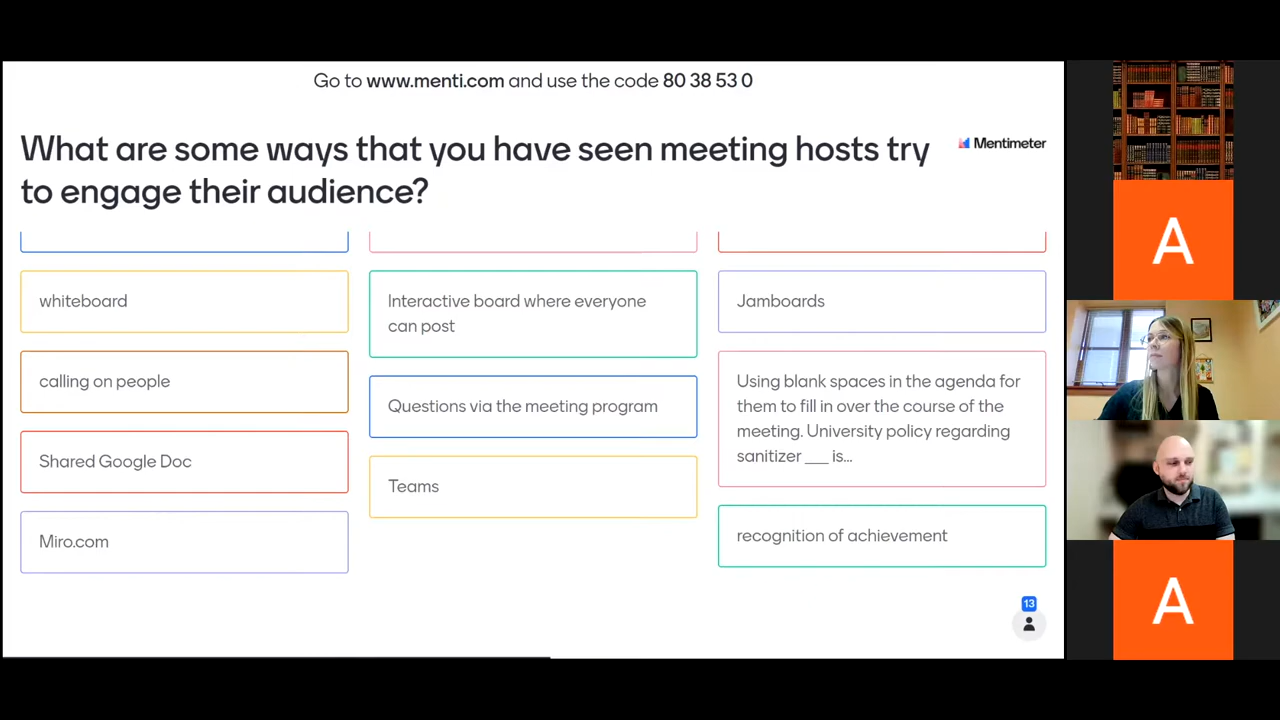 Go to www.menti.com and use the code 80 38 53 0
What are some ways that you have seen meeting hosts try
to engage their audience?
Mentimeter
whiteboard
calling on people
Shared Google Doc
Miro.com
Interactive board where everyone
can post
Questions via the meeting program
Teams
Jamboards
Using blank spaces in the agenda for
them to fill in over the course of the
meeting. University policy regarding
sanitizer ___ is...
recognition of achievement
13
A
A